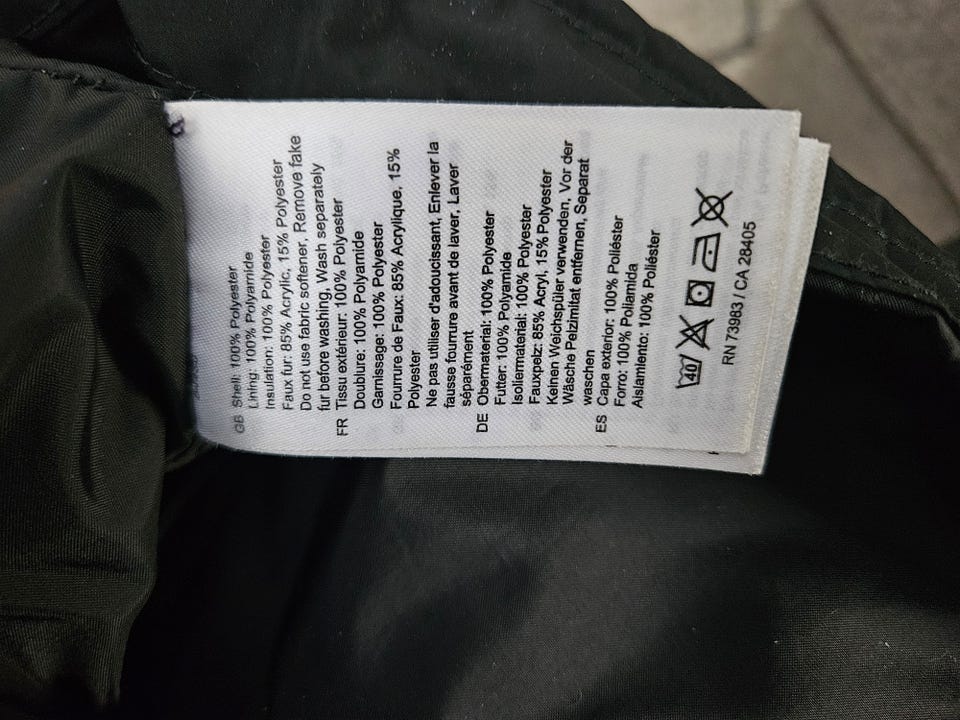 GB Shell: 100% Polyester
Lining: 100% Polyamide
Insulation: 100% Polyester
Faux fur: 85% Acrylic, 15% Polyester
Do not use fabric softener, Remove fake
fur before washing, Wash separately
FR Tissu extérieur: 100% Polyester
Doublure: 100% Polyamide
Garnissage: 100% Polyester
Fourrure de Faux: 85% Acrylique, 15%
Polyester
Ne pas utiliser d'adoucissant, Enlever la
fausse fourrure avant de laver, Laver
séparément
DE Obermaterial: 100% Polyester
Futter: 100% Polyamide
Isoliermaterial: 100% Polyester
Fauxpelz: 85% Acryl, 15% Polyester
Keinen Weichspüler verwenden, Vor der
Wäsche Pelzimitat entfernen, Separat
waschen
ES Capa exterior: 100% Poliéster
Forro: 100% Poliamida
Aislamiento: 100% Poliéster
40
RN 73983 / CA 28405